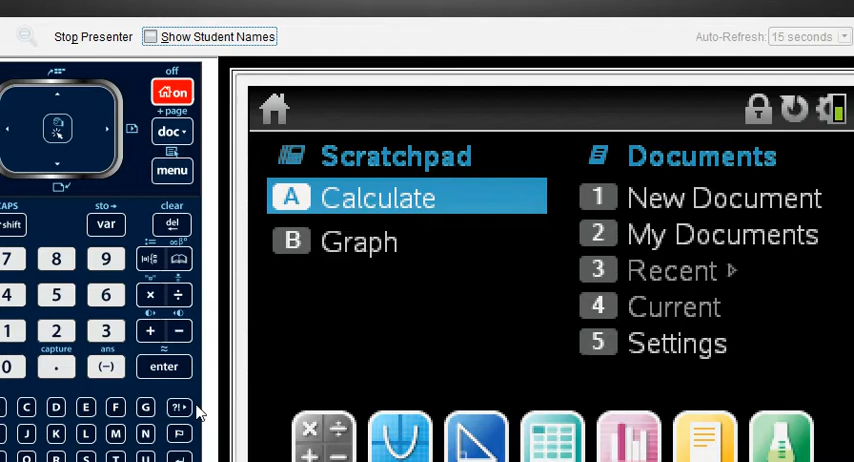 Stop Presenter Show Student Names Auto-Refresh: 15 seconds
off
on
+ page
doc
menu
CAPS sto→ clear
shift var del
:=
7 8 9
4 5 6 × ÷
1 2 3 + −
capture ans ≈
0 . (−) enter
C D E F G ?!
J K L M N
Scratchpad
A Calculate
B Graph
Documents
1 New Document
2 My Documents
3 Recent
4 Current
5 Settings